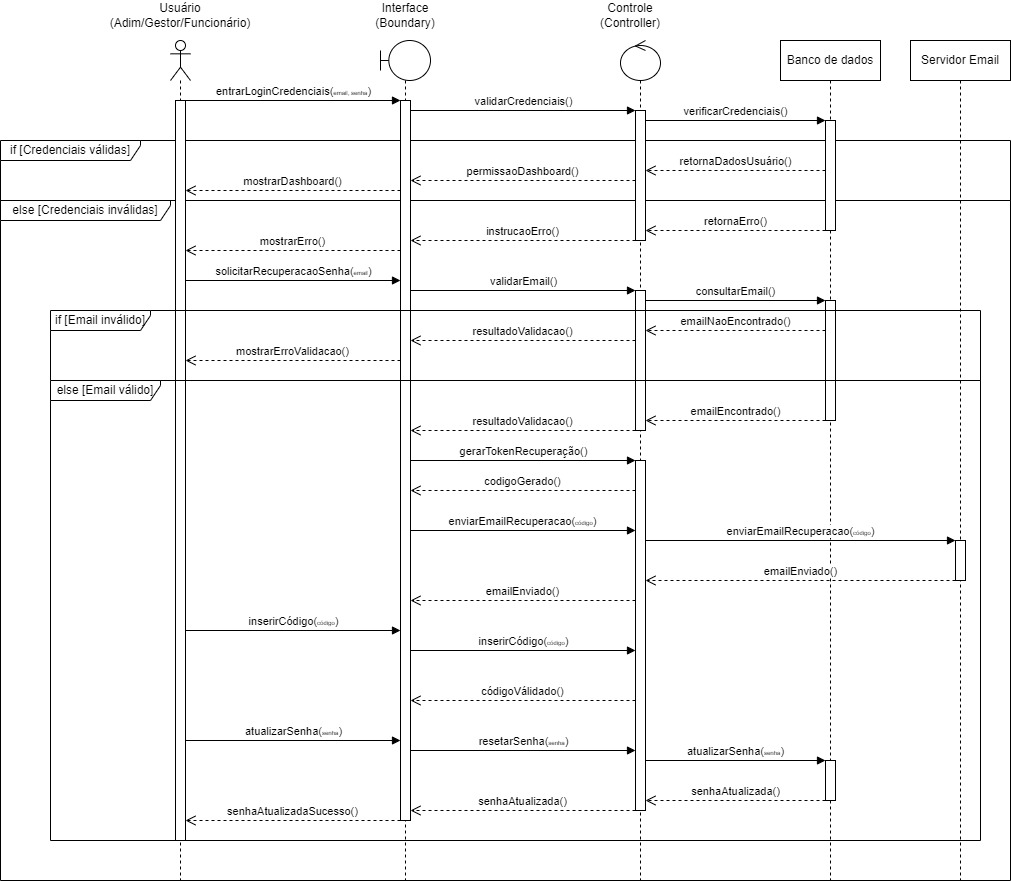 Usuário
(Adim/Gestor/Funcionário)
Interface
(Boundary)
Controle
(Controller)
Banco de dados
Servidor Email
entrarLoginCredenciais(email, senha)
validarCredenciais()
verificarCredenciais()
if [Credenciais válidas]
retornaDadosUsuário()
permissaoDashboard()
mostrarDashboard()
else [Credenciais inválidas]
retornaErro()
instrucaoErro()
mostrarErro()
solicitarRecuperacaoSenha(email)
validarEmail()
consultarEmail()
if [Email inválido]
emailNaoEncontrado()
resultadoValidacao()
mostrarErroValidacao()
else [Email válido]
emailEncontrado()
resultadoValidacao()
gerarTokenRecuperação()
codigoGerado()
enviarEmailRecuperacao(código)
enviarEmailRecuperacao(código)
emailEnviado()
emailEnviado()
inserirCódigo(código)
inserirCódigo(código)
códigoVálidado()
atualizarSenha(senha)
resetarSenha(senha)
atualizarSenha(senha)
senhaAtualizada()
senhaAtualizada()
senhaAtualizadaSucesso()